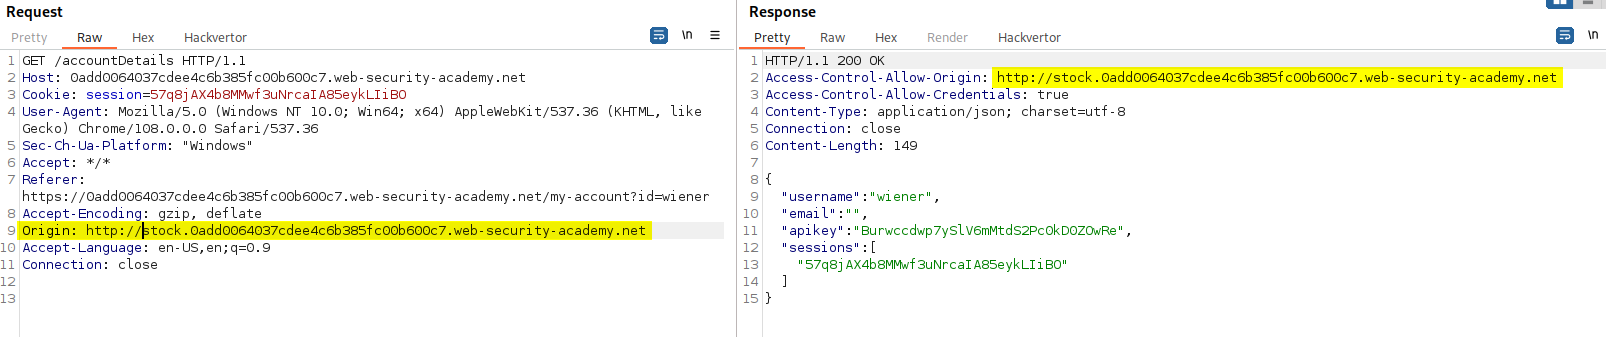 Request
Pretty Raw Hex Hackvertor \n
1 GET /accountDetails HTTP/1.1
2 Host: 0add0064037cdee4c6b385fc00b600c7.web-security-academy.net
3 Cookie: session=57q8jAX4b8MMwf3uNrcaIA85eykLIiBO
4 User-Agent: Mozilla/5.0 (Windows NT 10.0; Win64; x64) AppleWebKit/537.36 (KHTML, like
Gecko) Chrome/108.0.0.0 Safari/537.36
5 Sec-Ch-Ua-Platform: "Windows"
6 Accept: */*
7 Referer:
https://0add0064037cdee4c6b385fc00b600c7.web-security-academy.net/my-account?id=wiener
8 Accept-Encoding: gzip, deflate
9 Origin: http://stock.0add0064037cdee4c6b385fc00b600c7.web-security-academy.net
10 Accept-Language: en-US,en;q=0.9
11 Connection: close
12
13
Response
Pretty Raw Hex Render Hackvertor \n
1 HTTP/1.1 200 OK
2 Access-Control-Allow-Origin: http://stock.0add0064037cdee4c6b385fc00b600c7.web-security-academy.net
3 Access-Control-Allow-Credentials: true
4 Content-Type: application/json; charset=utf-8
5 Connection: close
6 Content-Length: 149
7
8 {
9 "username":"wiener",
10 "email":"",
11 "apikey":"Burwccdwp7ySlV6mMtdS2PcOkDOZOwRe",
12 "sessions":[
13 "57q8jAX4b8MMwf3uNrcaIA85eykLIiBO"
14 ]
15 }